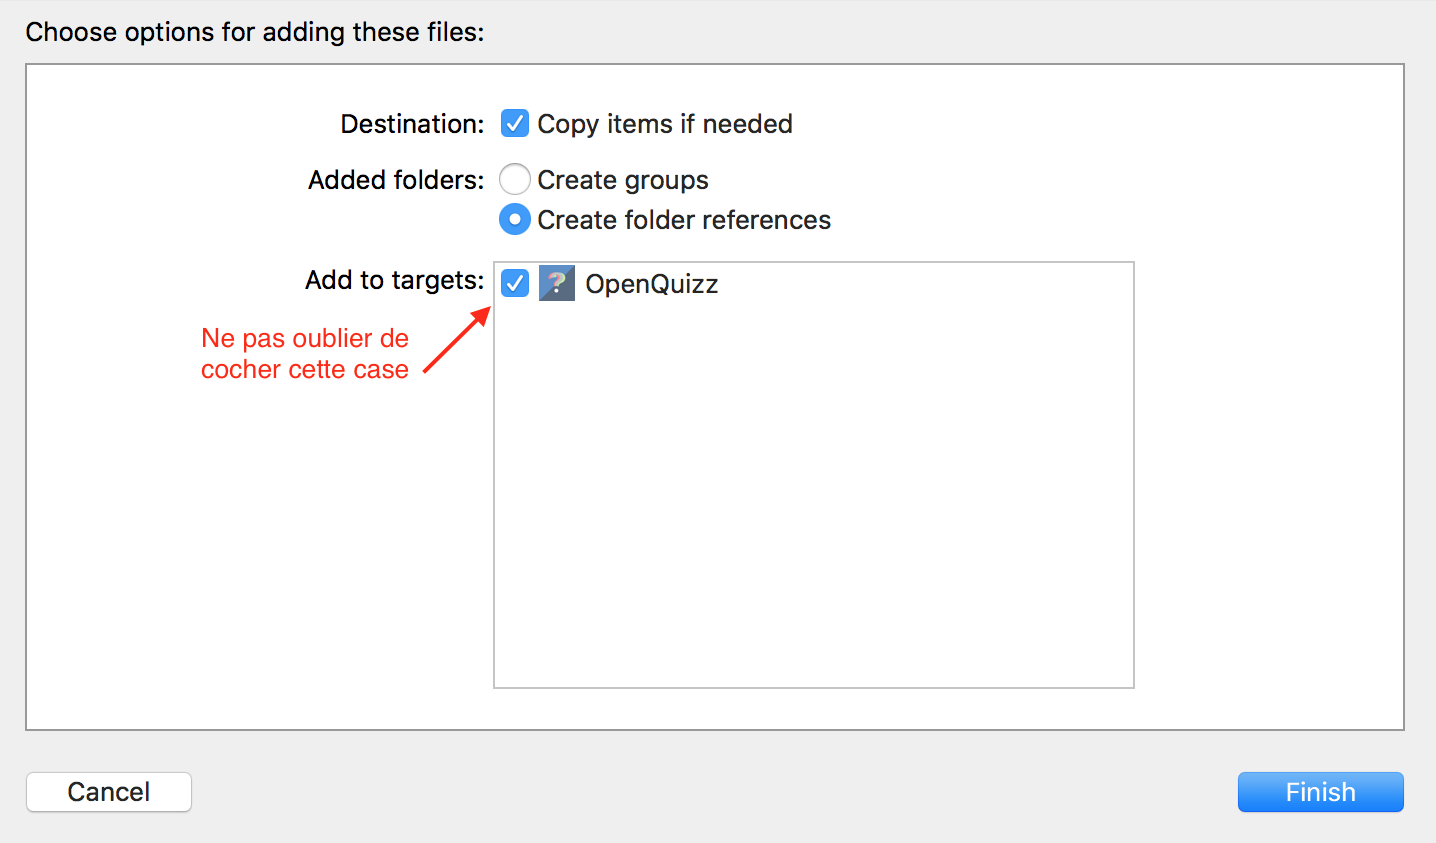 Choose options for adding these files:
Destination: Copy items if needed
Added folders: Create groups
Create folder references
Add to targets: ? OpenQuizz
Ne pas oublier de
cocher cette case
Cancel Finish